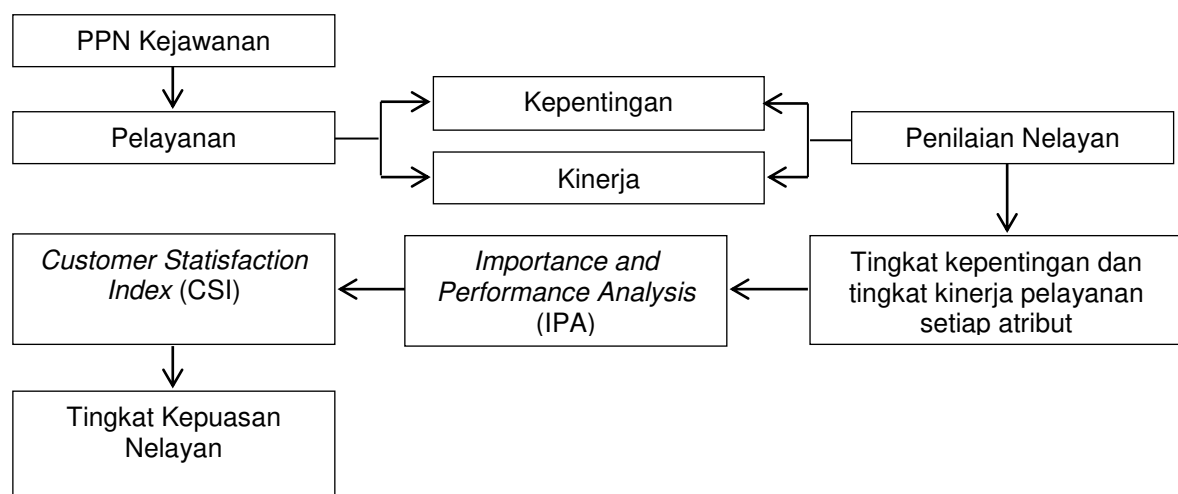 PPN Kejawanan
Pelayanan
Kepentingan
Kinerja
Penilaian Nelayan
Customer Statisfaction
Index (CSI)
Importance and
Performance Analysis
(IPA)
Tingkat kepentingan dan
tingkat kinerja pelayanan
setiap atribut
Tingkat Kepuasan
Nelayan